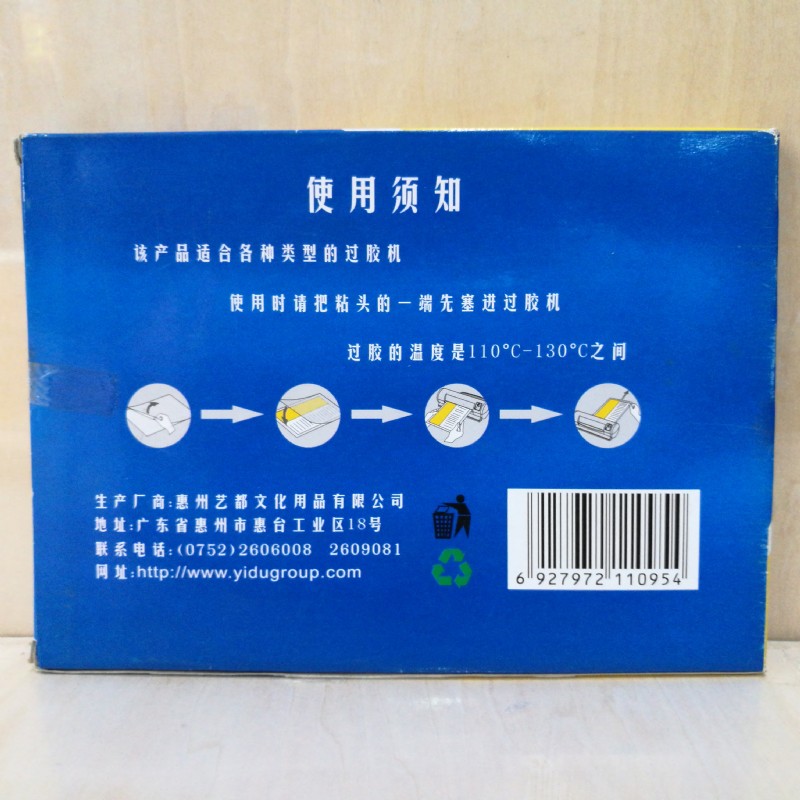 使用须知
该产品适合各种类型的过胶机
使用时请把粘头的一端先塞进过胶机
过胶的温度是110°C-130°C之间
生产厂商:惠州艺都文化用品有限公司
地址:广东省惠州市惠台工业区18号
联系电话:(0752)2606008 2609081
网址:http://www.yidugroup.com
6 927972 110954